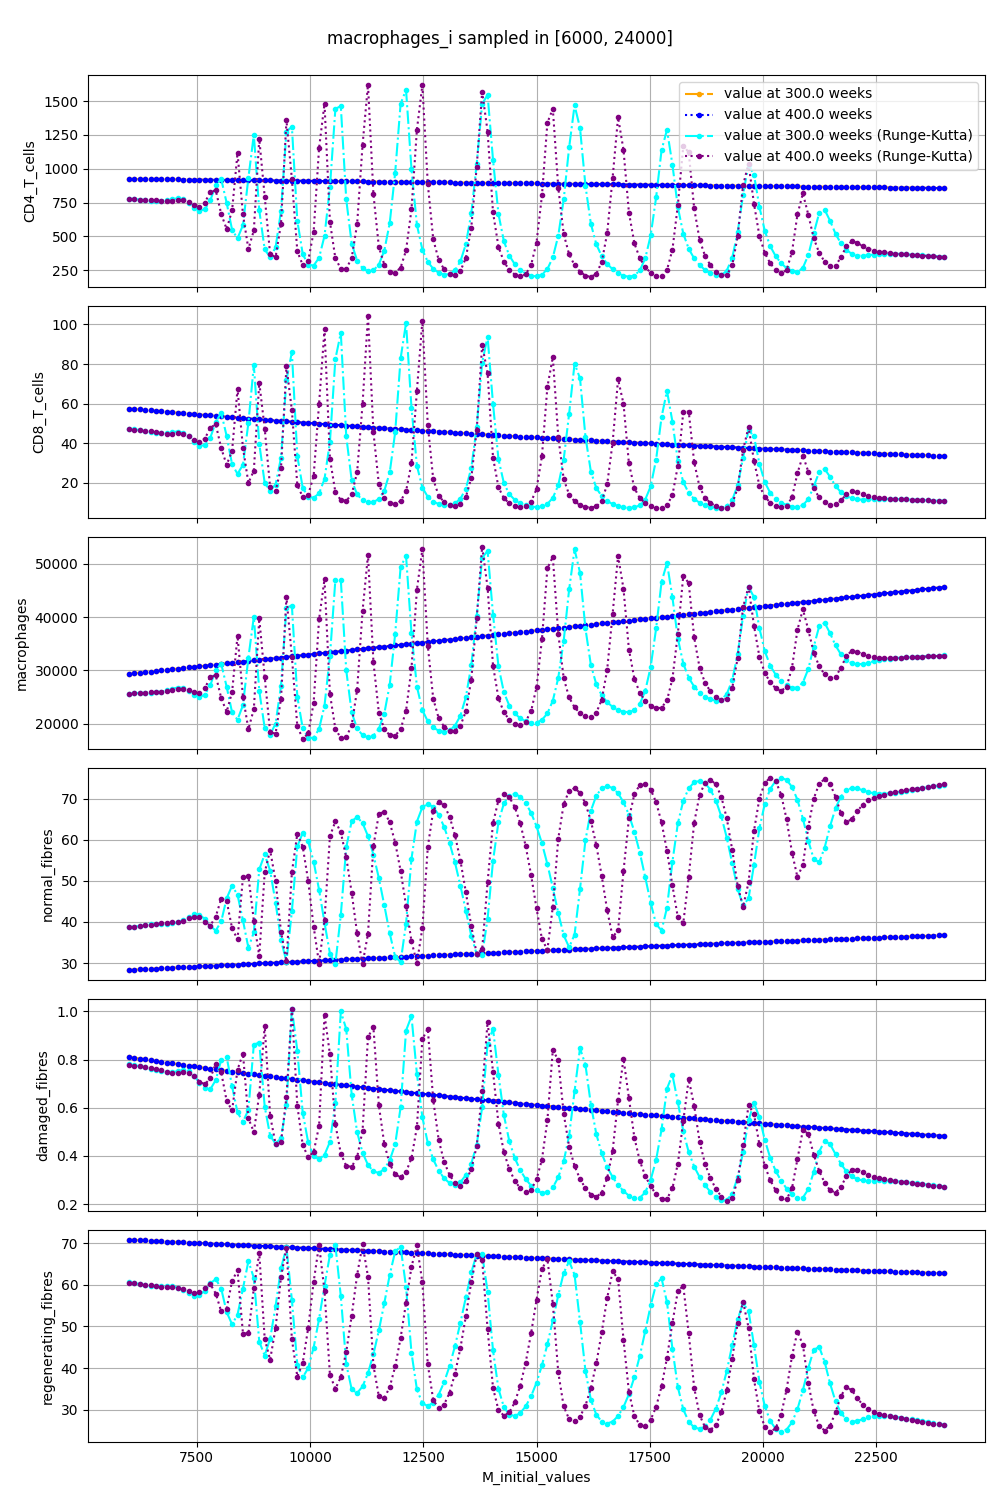 macrophages_i sampled in [6000, 24000]
value at 300.0 weeks
value at 400.0 weeks
value at 300.0 weeks (Runge-Kutta)
value at 400.0 weeks (Runge-Kutta)
CD4_T_cells
1500
1250
1000
750
500
250
CD8_T_cells
100
80
60
40
20
macrophages
50000
40000
30000
20000
normal_fibres
70
60
50
40
30
damaged_fibres
1.0
0.8
0.6
0.4
0.2
regenerating_fibres
70
60
50
40
30
7500 10000 12500 15000 17500 20000 22500
M_initial_values